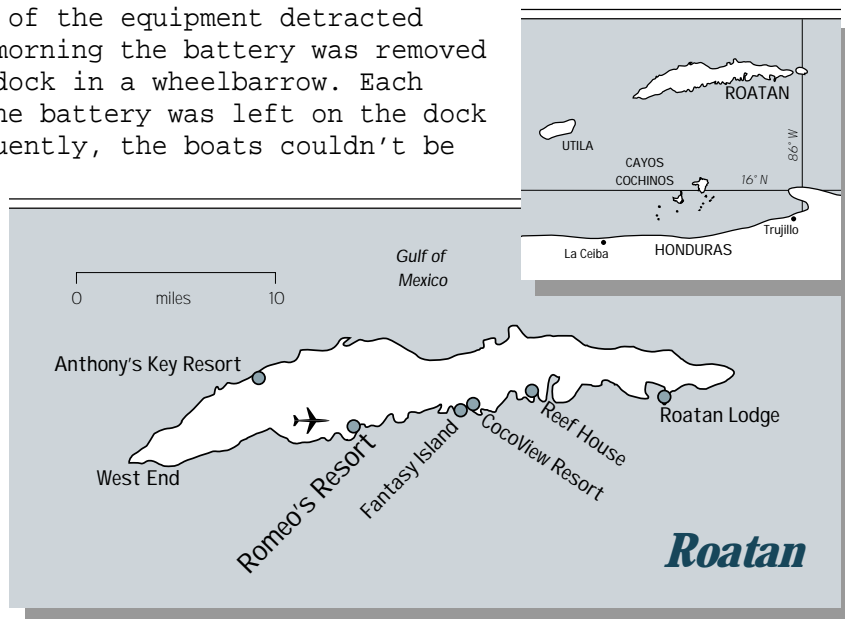 of the equipment detracted
morning the battery was removed
dock in a wheelbarrow. Each
e battery was left on the dock
uently, the boats couldn't be
ROATAN
UTILA
86° W
CAYOS
COCHINOS
16° N
Trujillo
La Ceiba
HONDURAS
Gulf of
Mexico
0 miles 10
Anthony's Key Resort
West End
Romeo's Resort
Fantasy Island
CocoView Resort
Reef House
Roatan Lodge
Roatan